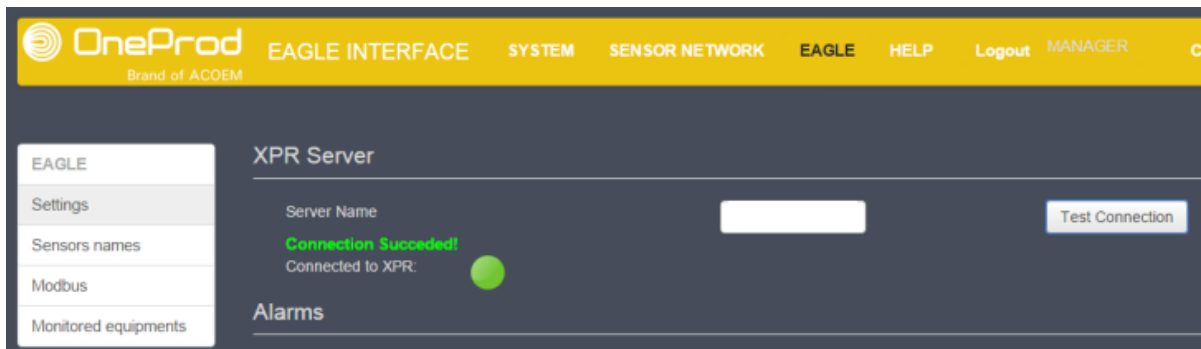 OneProd
Brand of ACOEM
EAGLE INTERFACE SYSTEM SENSOR NETWORK EAGLE HELP Logout MANAGER C
EAGLE
Settings
Sensors names
Modbus
Monitored equipments
XPR Server
Server Name
Test Connection
Connection Succeded!
Connected to XPR:
Alarms